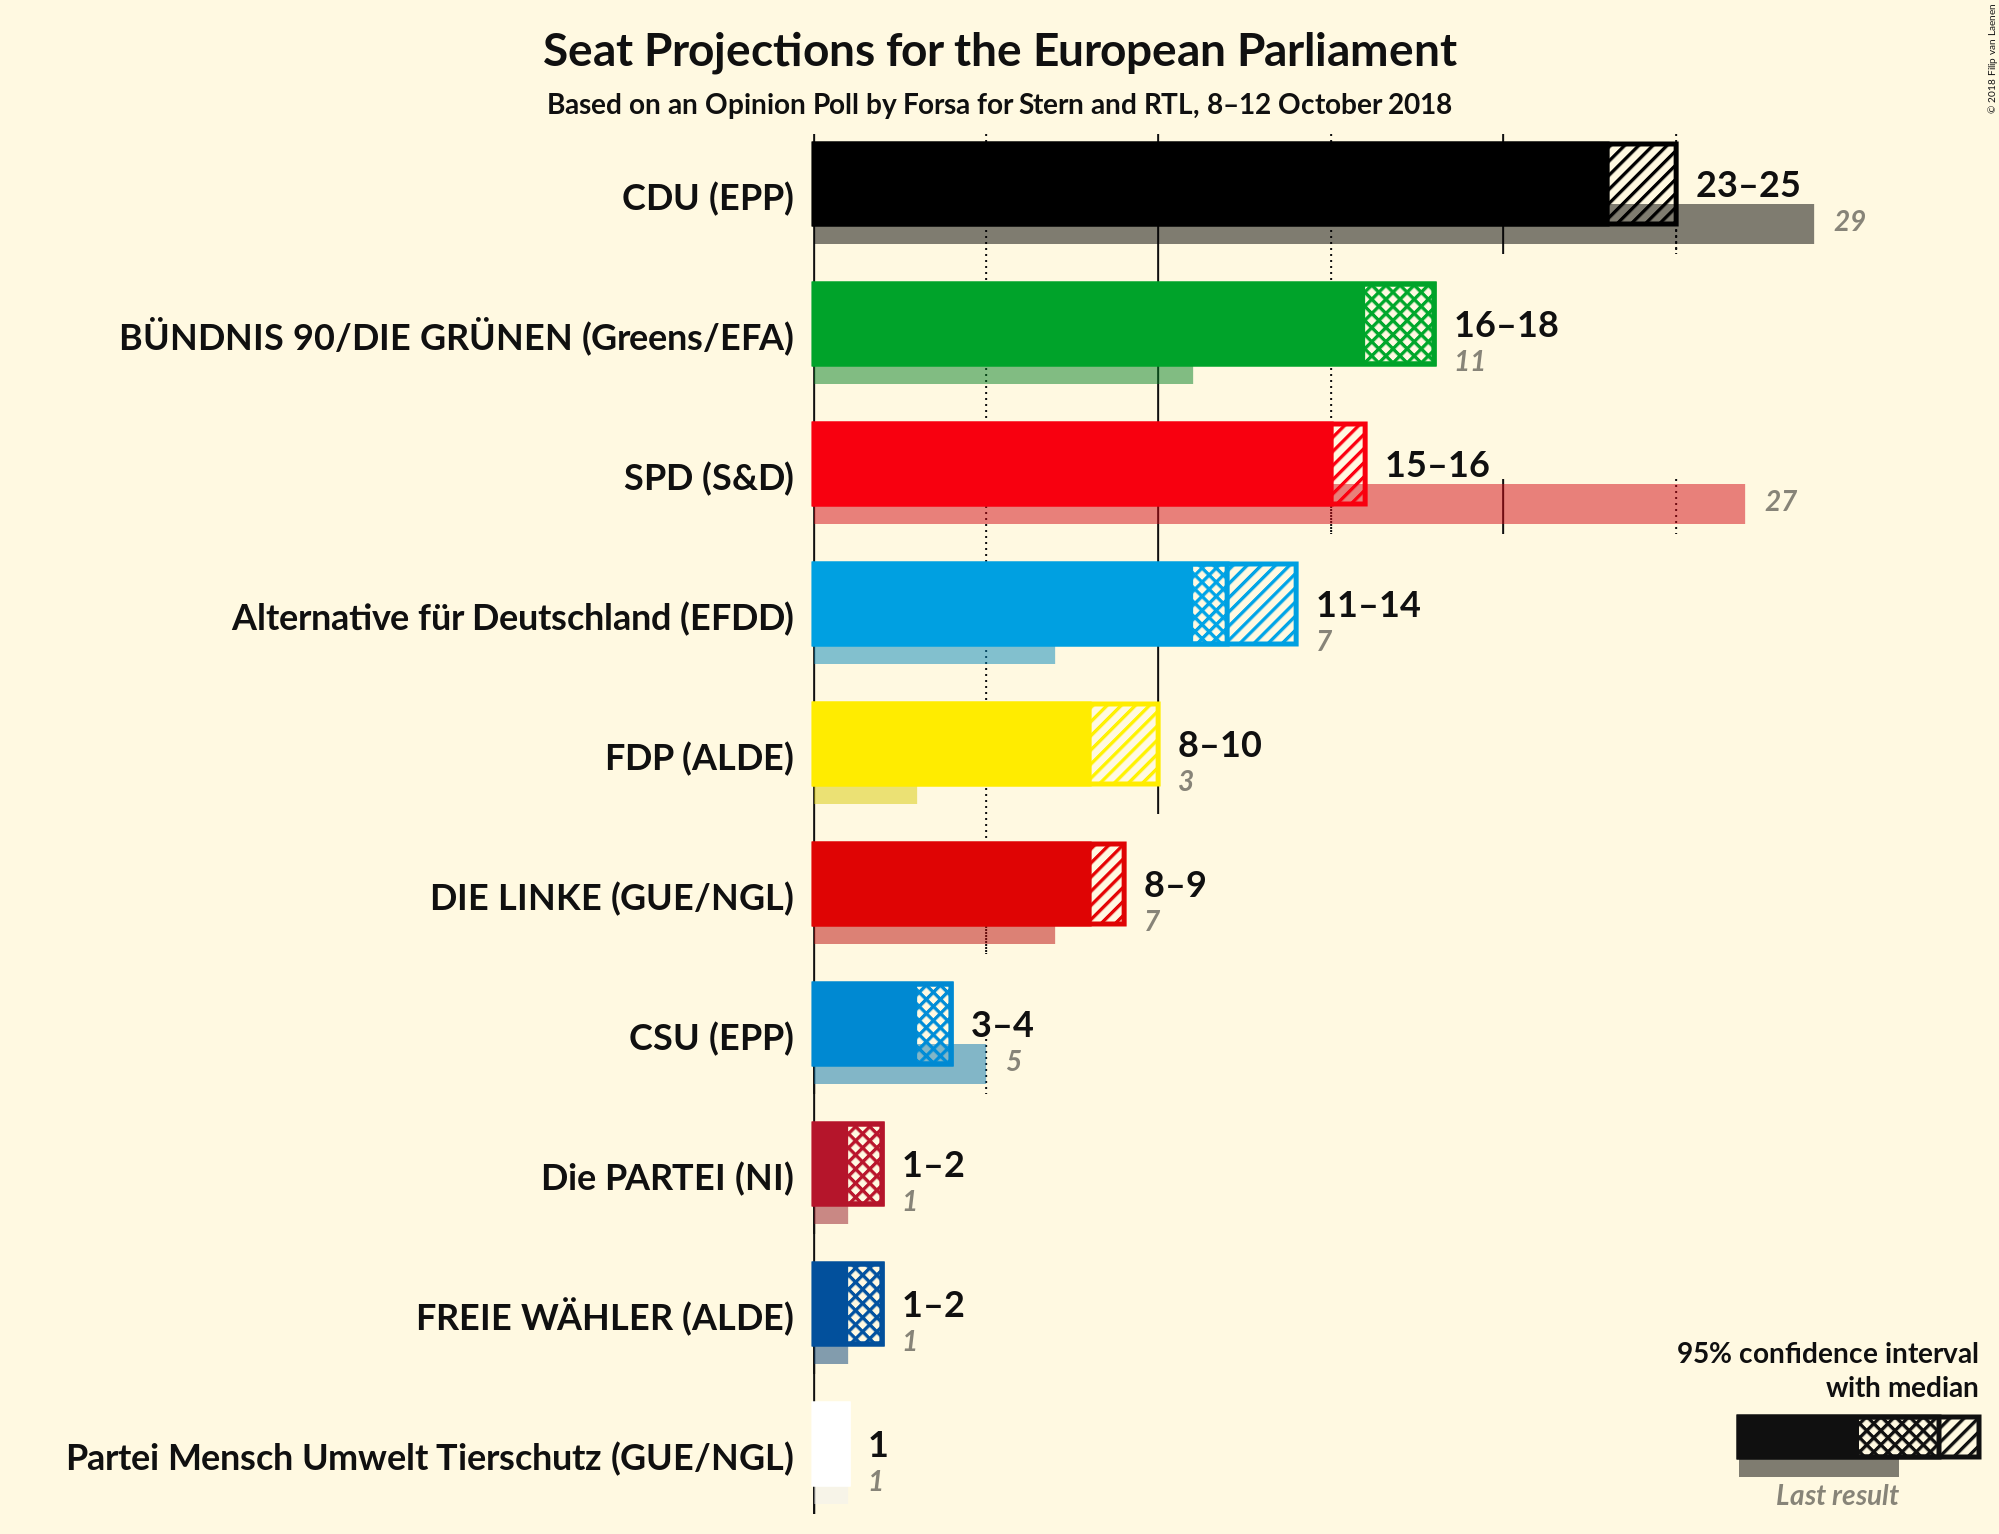 Seat Projections for the European Parliament
Based on an Opinion Poll by Forsa for Stern and RTL, 8–12 October 2018
© 2018 Filip van Laenen
CDU (EPP)
23–25
29
BÜNDNIS 90/DIE GRÜNEN (Greens/EFA)
16–18
11
SPD (S&D)
15–16
27
Alternative für Deutschland (EFDD)
11–14
7
FDP (ALDE)
8–10
3
DIE LINKE (GUE/NGL)
8–9
7
CSU (EPP)
3–4
5
Die PARTEI (NI)
1–2
1
FREIE WÄHLER (ALDE)
1–2
1
Partei Mensch Umwelt Tierschutz (GUE/NGL)
1
1
95% confidence interval
with median
Last result